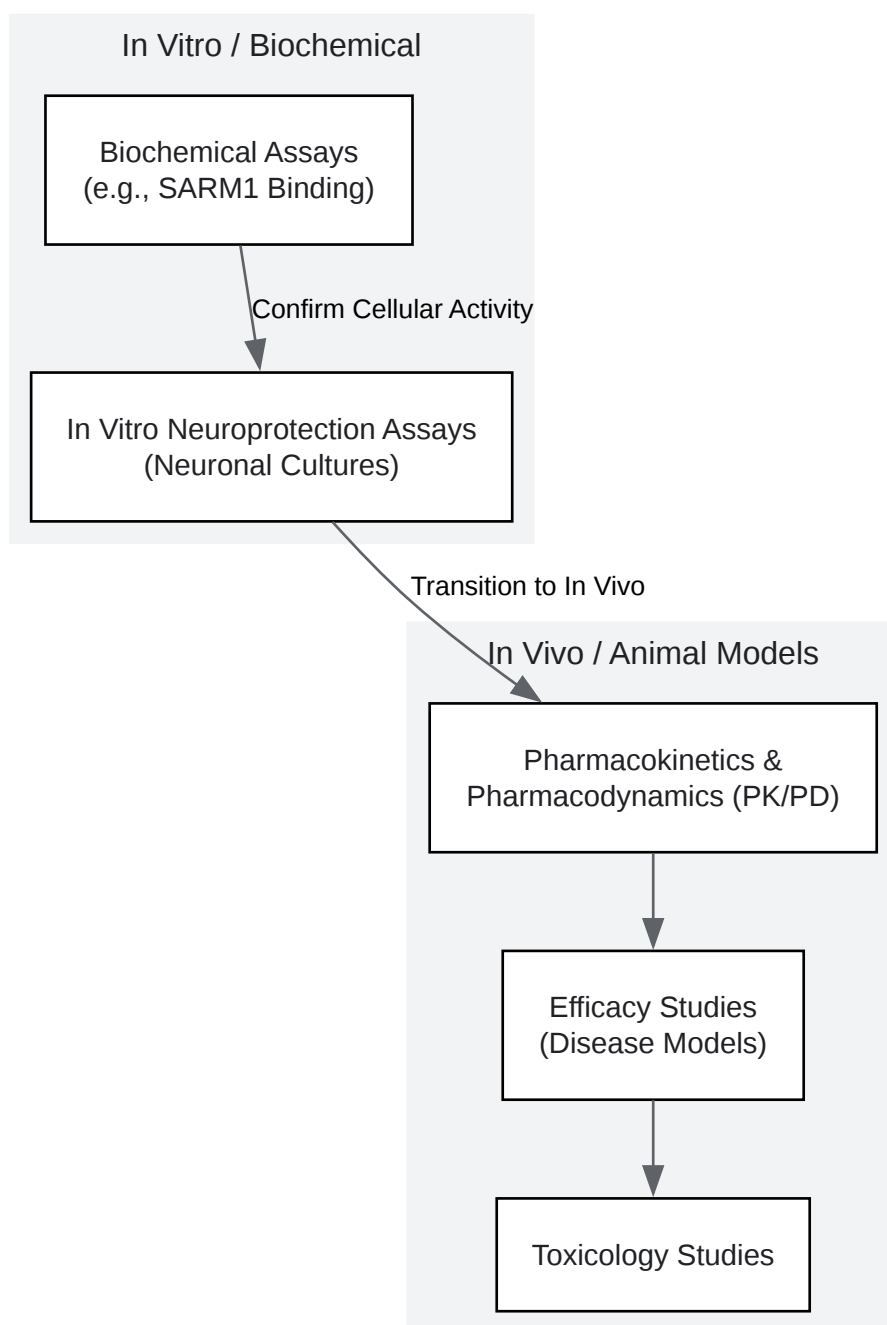 In Vitro / Biochemical
Biochemical Assays
(e.g., SARM1 Binding)
Confirm Cellular Activity
In Vitro Neuroprotection Assays
(Neuronal Cultures)
Transition to In Vivo
In Vivo / Animal Models
Pharmacokinetics &
Pharmacodynamics (PK/PD)
Efficacy Studies
(Disease Models)
Toxicology Studies